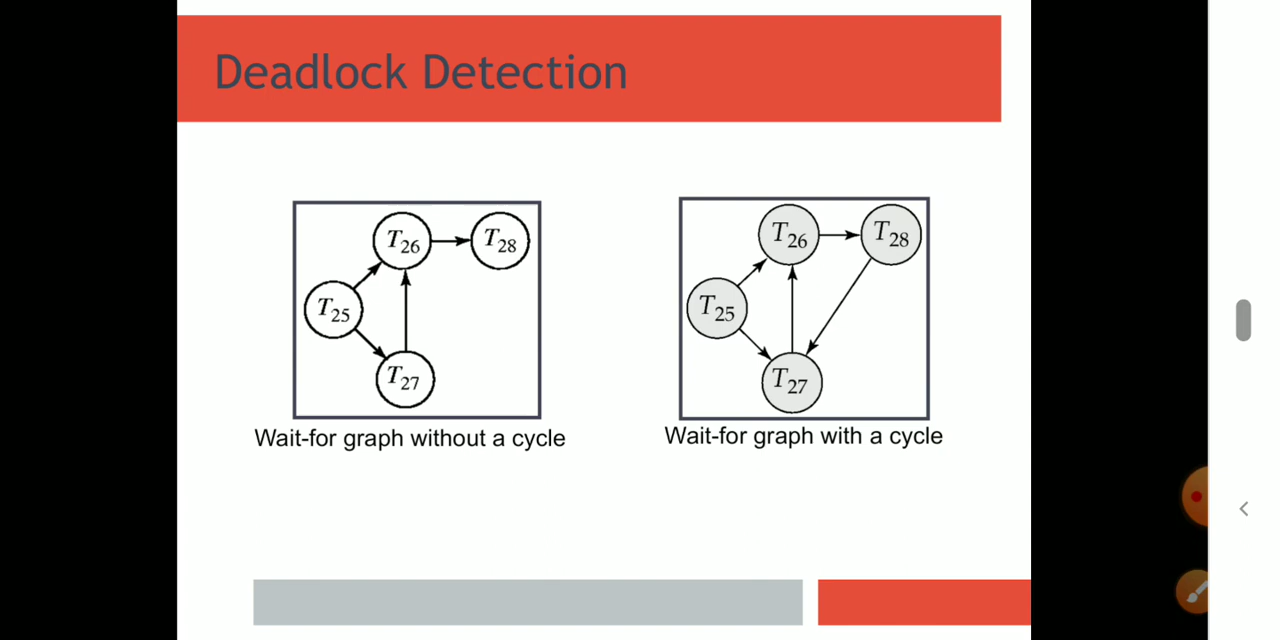 Deadlock Detection
T26
T28
T25
T27
Wait-for graph without a cycle
T26
T28
T25
T27
Wait-for graph with a cycle